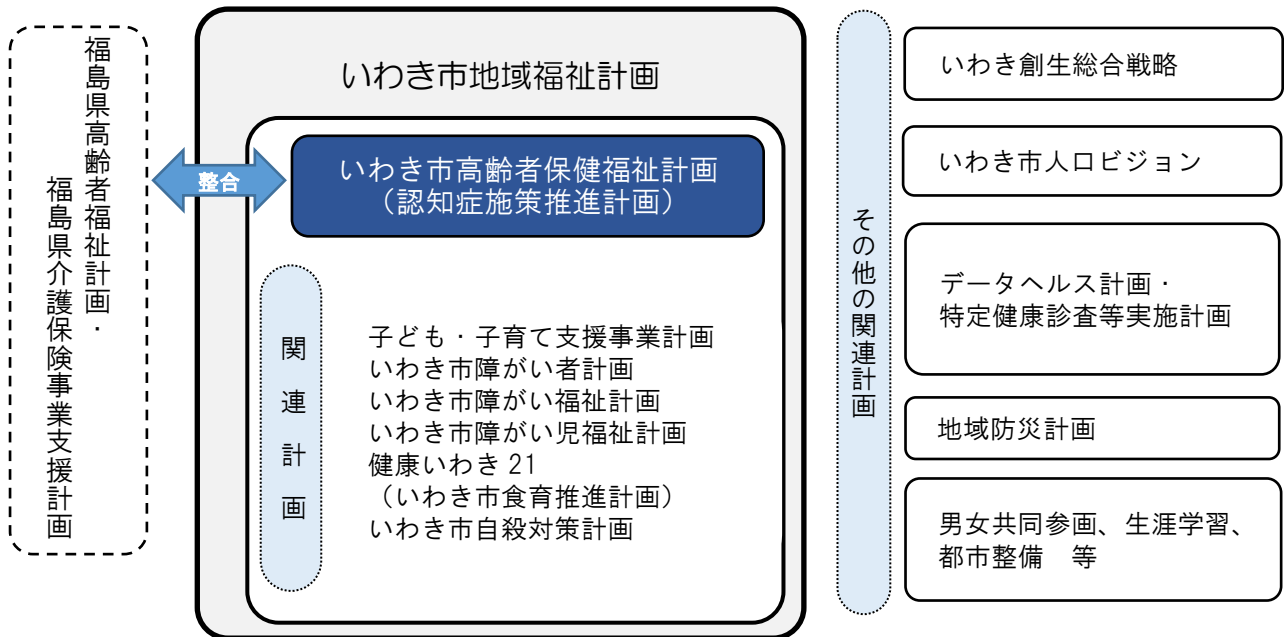 福島県高齢者福祉計画・
福島県介護保険事業支援計画
整合
いわき市地域福祉計画
いわき市高齢者保健福祉計画
（認知症施策推進計画）
関連計画
子ども・子育て支援事業計画
いわき市障がい者計画
いわき市障がい福祉計画
いわき市障がい児福祉計画
健康いわき 21
（いわき市食育推進計画）
いわき市自殺対策計画
その他の関連計画
いわき創生総合戦略
いわき市人口ビジョン
データヘルス計画・
特定健康診査等実施計画
地域防災計画
男女共同参画、生涯学習、
都市整備　等